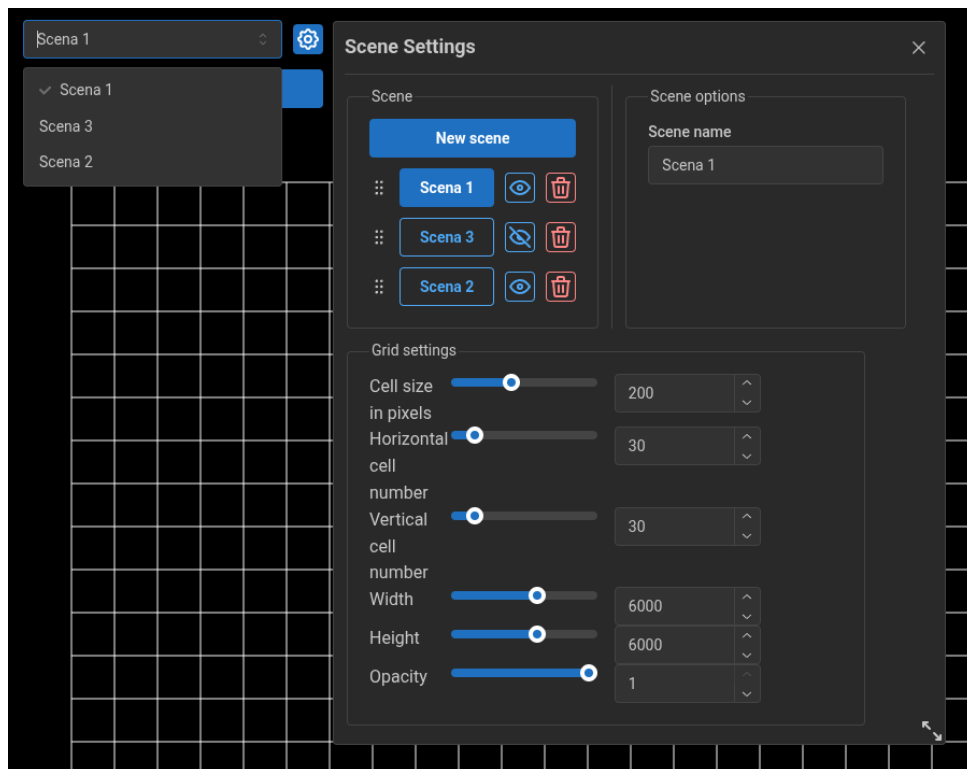 Scena 1
Scena 1
Scena 3
Scena 2
Scene Settings
Scene
New scene
Scena 1
Scena 3
Scena 2
Scene options
Scene name
Scena 1
Grid settings
Cell size
in pixels
200
Horizontal
cell
number
30
Vertical
cell
number
30
Width
6000
Height
6000
Opacity
1